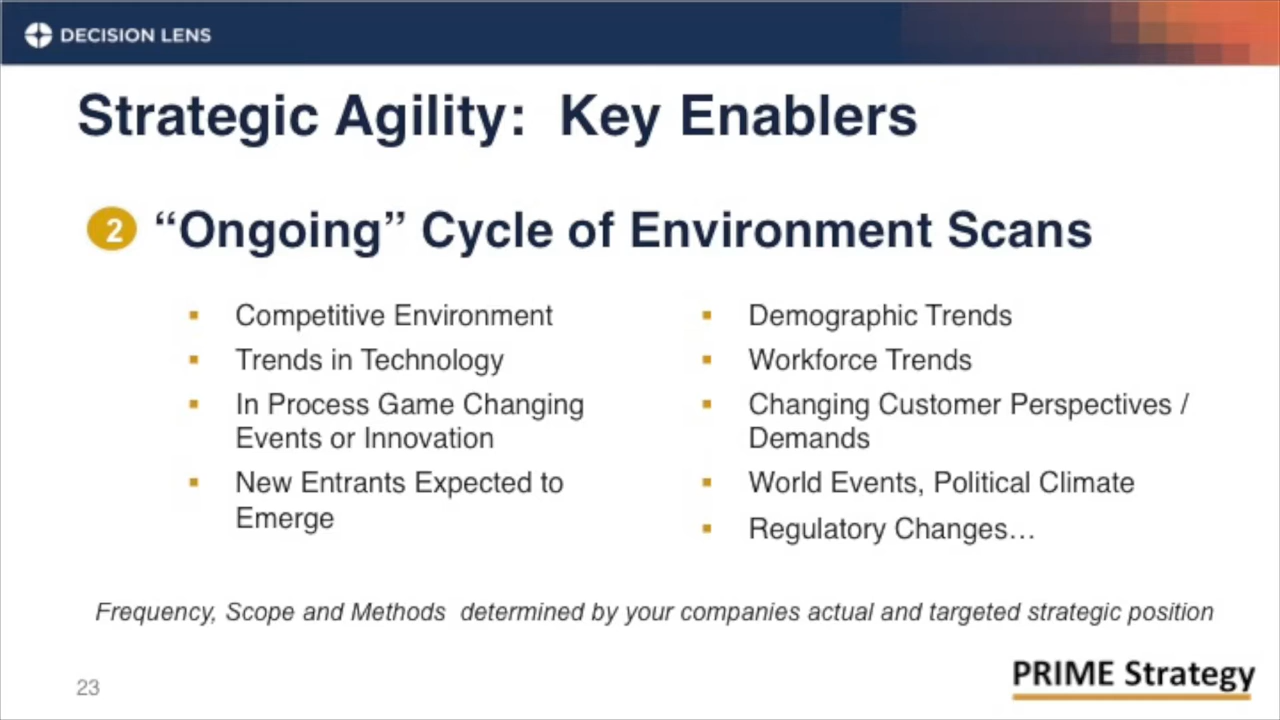 DECISION LENS
Strategic Agility:  Key Enablers
2 “Ongoing” Cycle of Environment Scans
▪ Competitive Environment
▪ Trends in Technology
▪ In Process Game Changing
Events or Innovation
▪ New Entrants Expected to
Emerge
▪ Demographic Trends
▪ Workforce Trends
▪ Changing Customer Perspectives /
Demands
▪ World Events, Political Climate
▪ Regulatory Changes…
Frequency, Scope and Methods  determined by your companies actual and targeted strategic position
23
PRIME Strategy